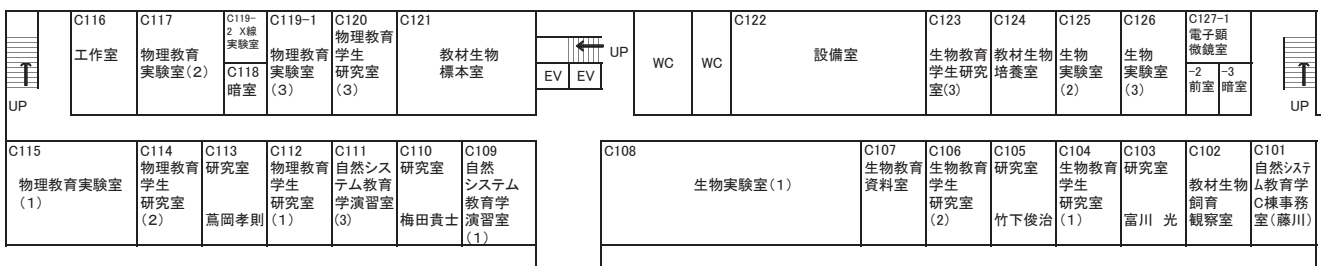 UP
C116
工作室
C117
物理教育
実験室(2)
C119-
2 X線
実験室
C118
暗室
C119-1
物理教育
実験室
(3)
C120
物理教育
学生
研究室
(3)
C121
教材生物
標本室
EV
EV
UP
WC
WC
C122
設備室
C123
生物教育
学生研究
室(3)
C124
教材生物
培養室
C125
生物
実験室
(2)
C126
生物
実験室
(3)
C127-1
電子顕
微鏡室
-2
前室
-3
暗室
UP
C115
物理教育実験室
(1)
C114
物理教育
学生
研究室
(2)
C113
研究室
蔦岡孝則
C112
物理教育
学生
研究室
(1)
C111
自然シス
テム教育
学演習室
(3)
C110
研究室
梅田貴士
C109
自然
システム
教育学
演習室
(1)
C108
生物実験室(1)
C107
生物教育
資料室
C106
生物教育
学生
研究室
(2)
C105
研究室
竹下俊治
C104
生物教育
学生
研究室
(1)
C103
研究室
富川 光
C102
教材生物
飼育
観察室
C101
自然システ
ム教育学
C棟事務
室(藤川)